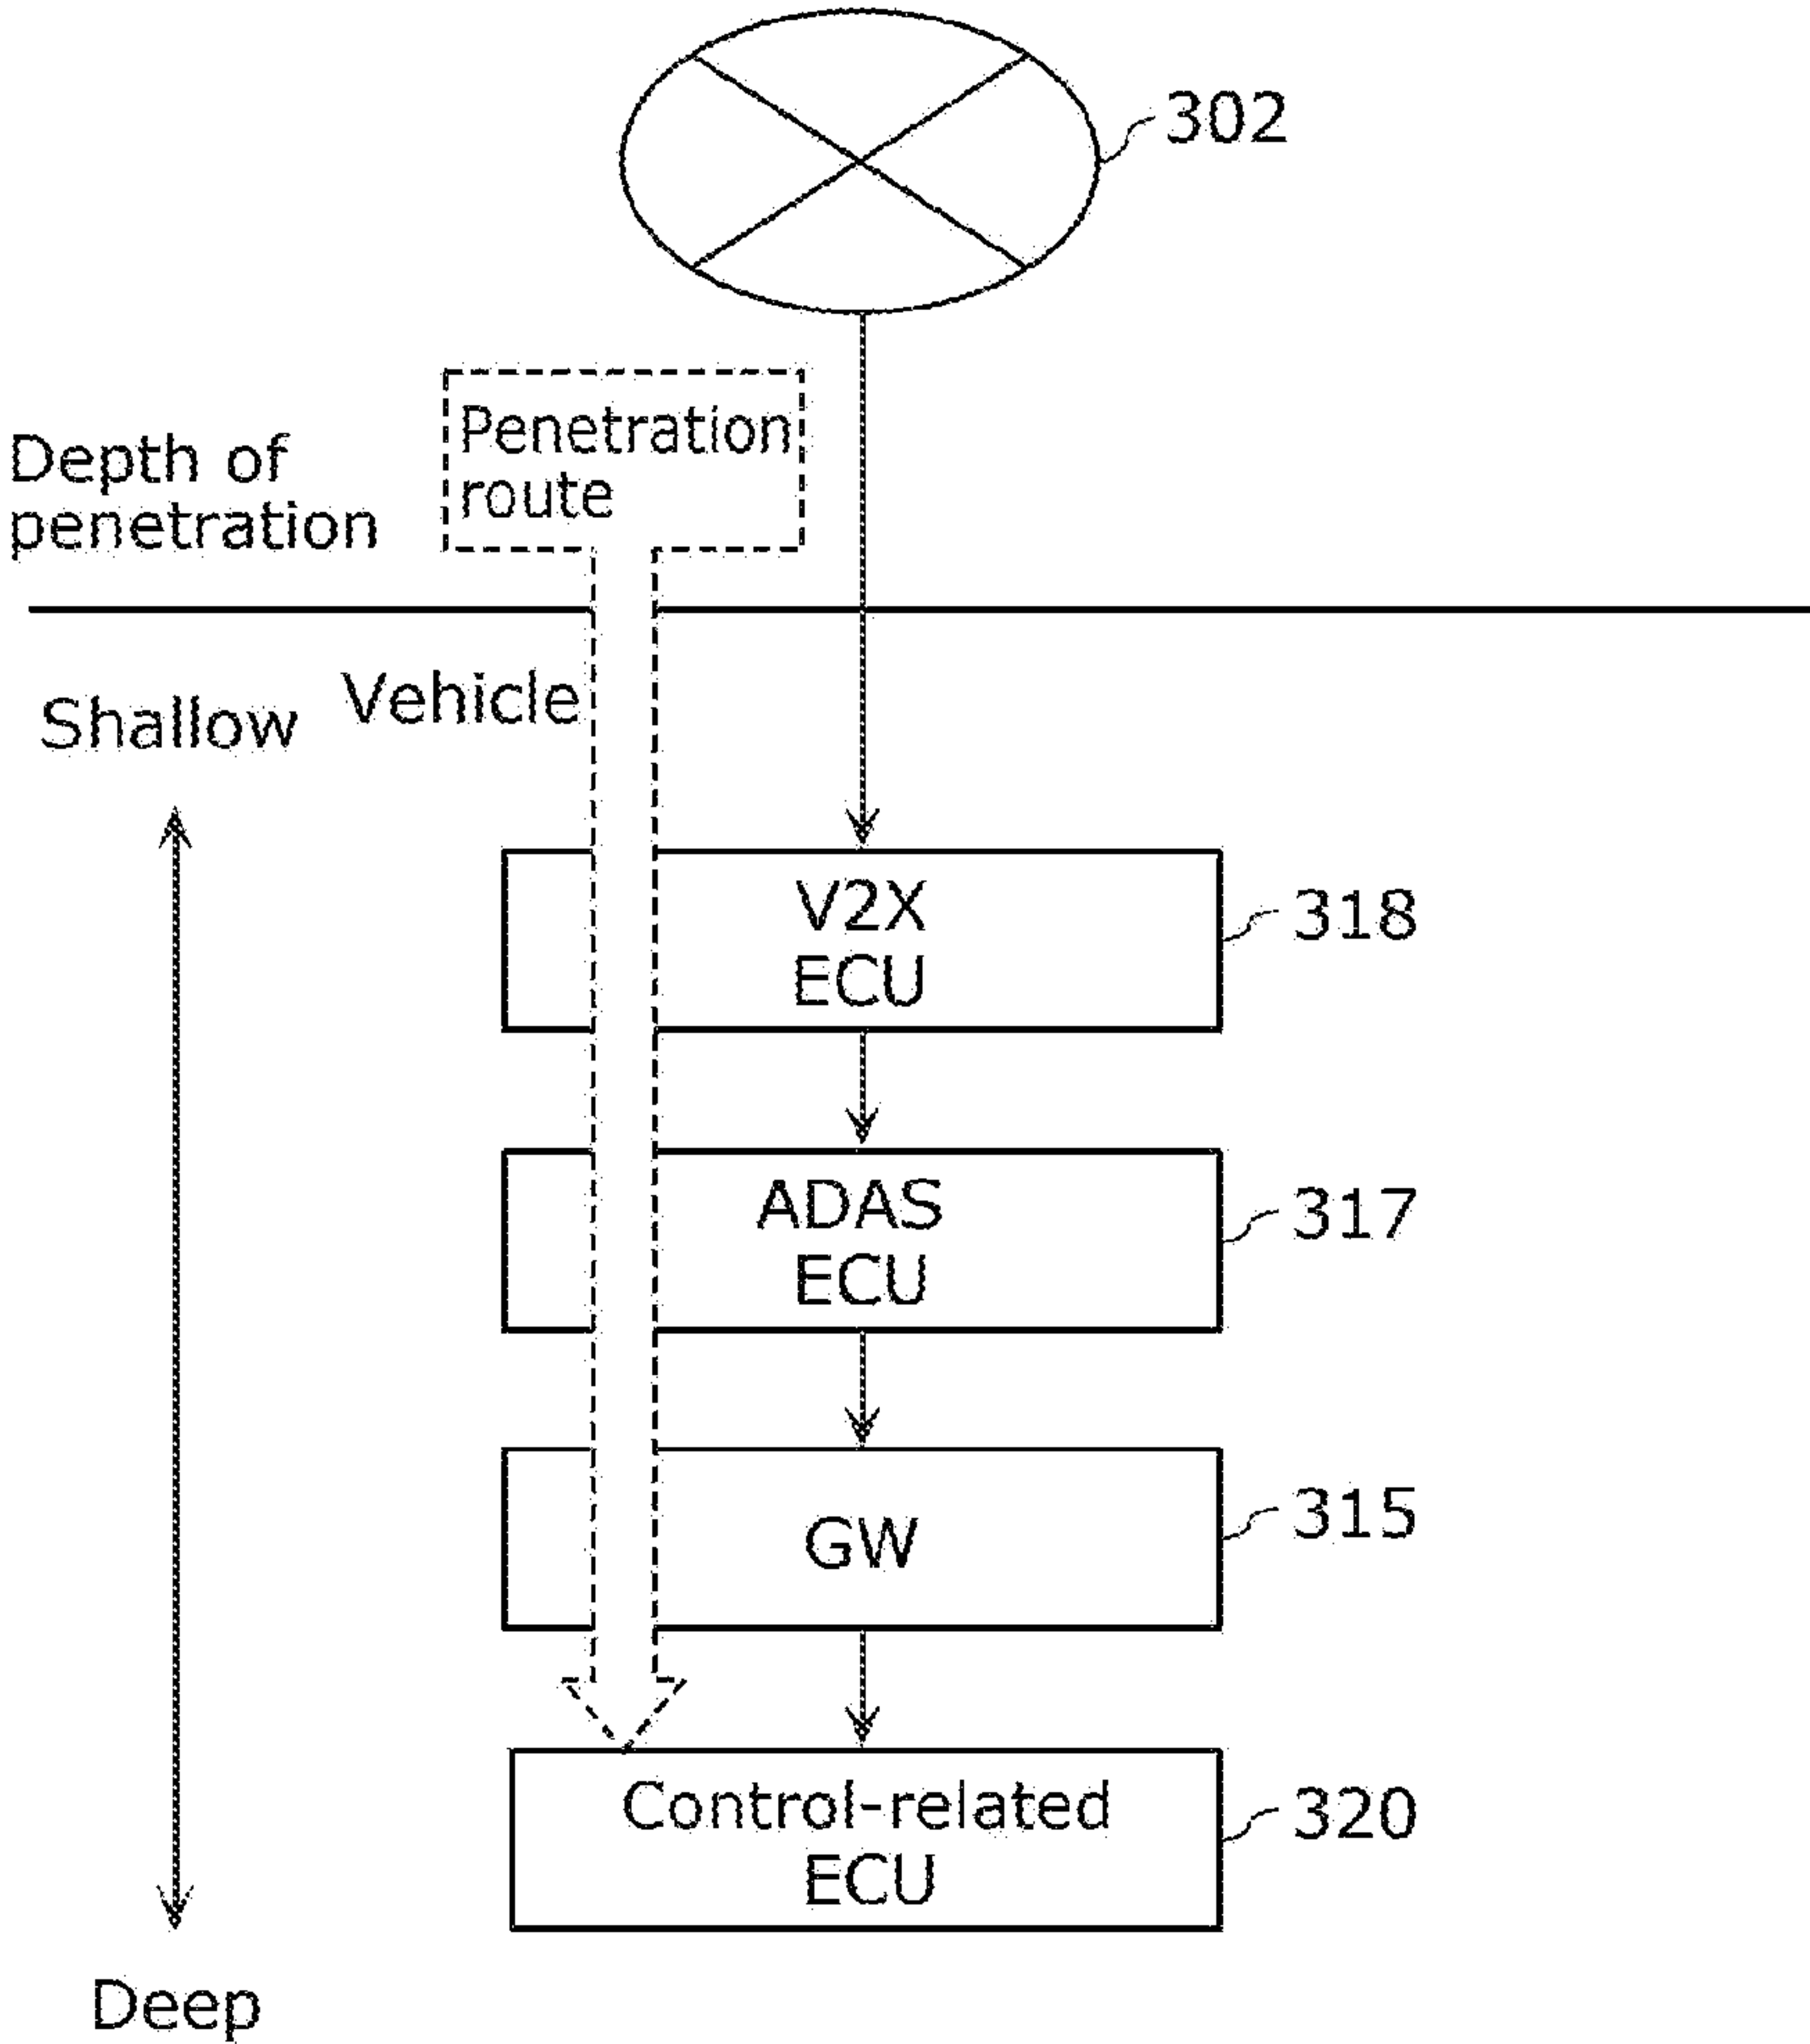 302
Penetration
route
Depth of
penetration
Vehicle
Shallow
V2X
ECU
318
ADAS
ECU
317
GW
315
Control-related
ECU
320
Deep